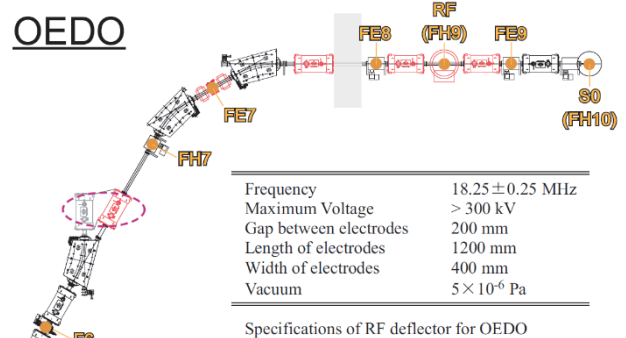 OEDO
RF
FE8
(FH9)
FE9
FE7
S0
(FH10)
FH7
Frequency 18.25±0.25 MHz
Maximum Voltage > 300 kV
Gap between electrodes 200 mm
Length of electrodes 1200 mm
Width of electrodes 400 mm
Vacuum 5×10⁻⁶ Pa
Specifications of RF deflector for OEDO